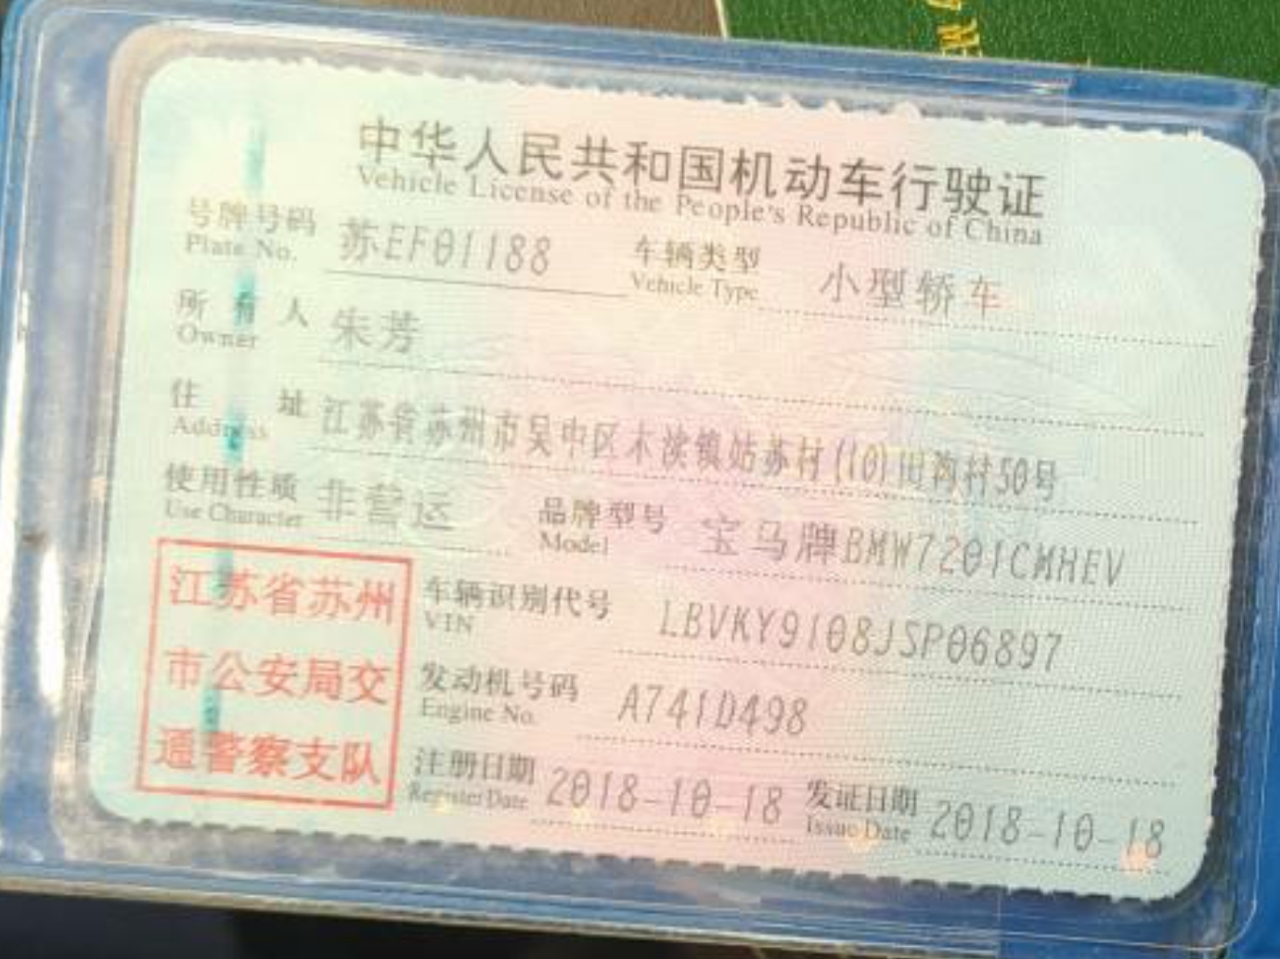 中华人民共和国机动车行驶证
Vehicle License of the People's Republic of China
号牌号码 苏EF01188 车辆类型 小型轿车
Plate No. Vehicle Type
所有人 朱芳
Owner
住址 江苏省苏州市吴中区木渎镇姑苏村(10)田沟村50号
Address
使用性质 非营运 品牌型号 宝马牌BMW7201CMHEV
Use Character Model
车辆识别代号 LBVKY9108JSP06897
VIN
发动机号码 A741D498
Engine No.
注册日期 2018-10-18 发证日期 2018-10-18
Register Date Issue Date
江苏省苏州
市公安局交
通警察支队